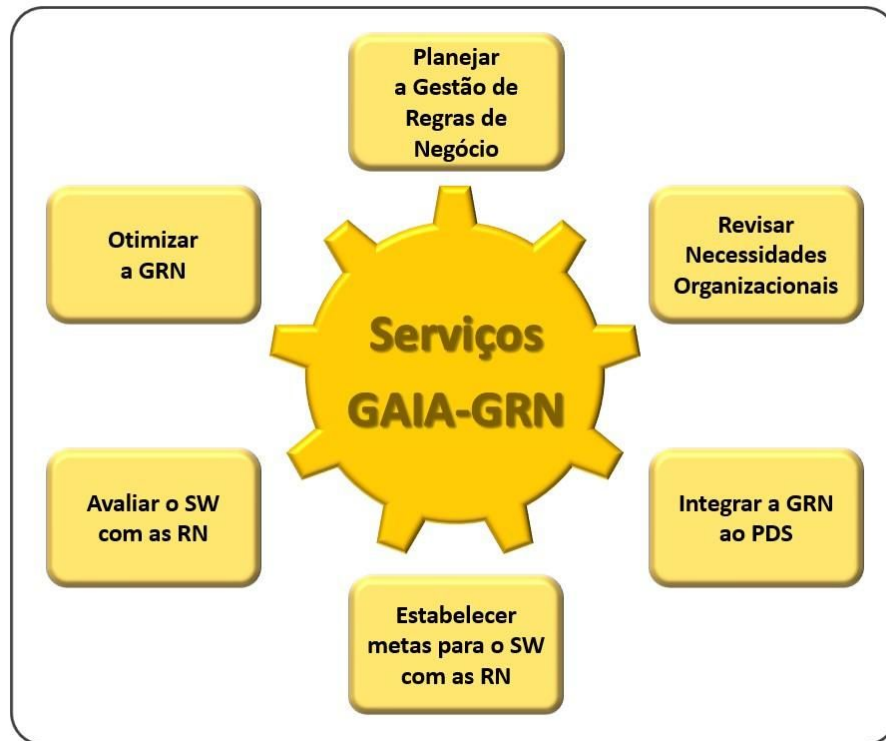 Planejar
a Gestão de
Regras de
Negócio
Otimizar
a GRN
Revisar
Necessidades
Organizacionais
Serviços
GAIA-GRN
Avaliar o SW
com as RN
Integrar a GRN
ao PDS
Estabelecer
metas para o SW
com as RN